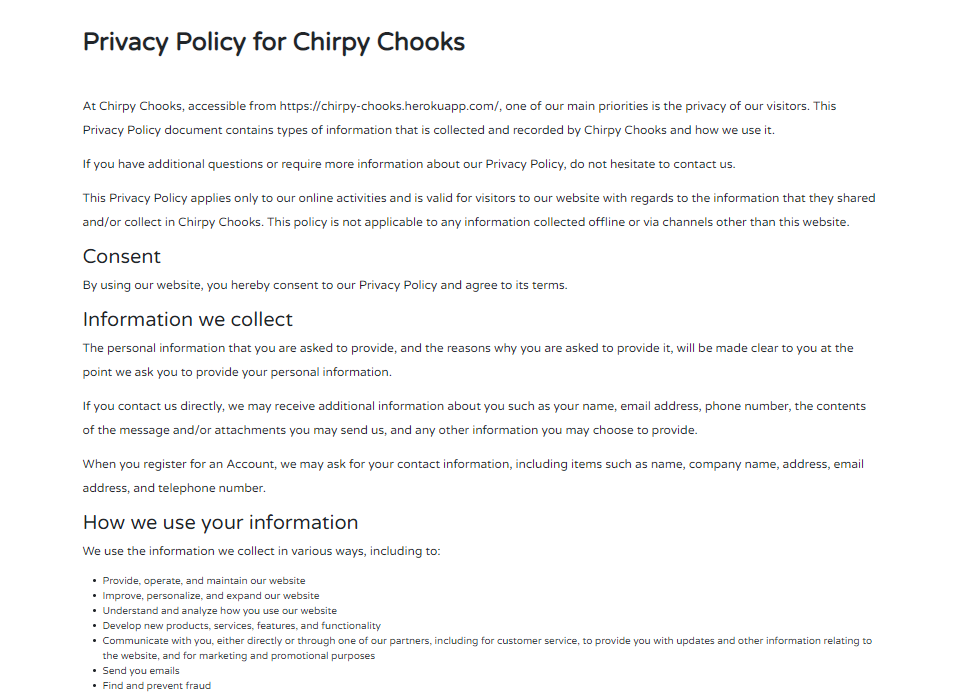 Privacy Policy for Chirpy Chooks
At Chirpy Chooks, accessible from https://chirpy-chooks.herokuapp.com/, one of our main priorities is the privacy of our visitors. This
Privacy Policy document contains types of information that is collected and recorded by Chirpy Chooks and how we use it.
If you have additional questions or require more information about our Privacy Policy, do not hesitate to contact us.
This Privacy Policy applies only to our online activities and is valid for visitors to our website with regards to the information that they shared
and/or collect in Chirpy Chooks. This policy is not applicable to any information collected offline or via channels other than this website.
Consent
By using our website, you hereby consent to our Privacy Policy and agree to its terms.
Information we collect
The personal information that you are asked to provide, and the reasons why you are asked to provide it, will be made clear to you at the
point we ask you to provide your personal information.
If you contact us directly, we may receive additional information about you such as your name, email address, phone number, the contents
of the message and/or attachments you may send us, and any other information you may choose to provide.
When you register for an Account, we may ask for your contact information, including items such as name, company name, address, email
address, and telephone number.
How we use your information
We use the information we collect in various ways, including to:
• Provide, operate, and maintain our website
• Improve, personalize, and expand our website
• Understand and analyze how you use our website
• Develop new products, services, features, and functionality
• Communicate with you, either directly or through one of our partners, including for customer service, to provide you with updates and other information relating to
the website, and for marketing and promotional purposes
• Send you emails
• Find and prevent fraud